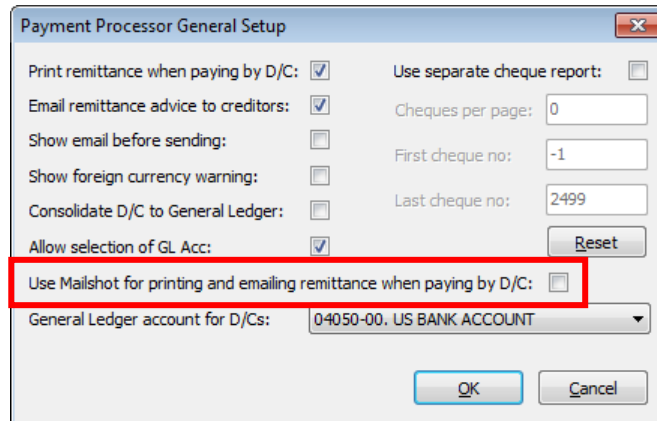 Payment Processor General Setup
Print remittance when paying by D/C:
Use separate cheque report:
Email remittance advice to creditors:
Cheques per page: 0
Show email before sending:
First cheque no: -1
Show foreign currency warning:
Last cheque no: 2499
Consolidate D/C to General Ledger:
Allow selection of GL Acc:
Reset
Use Mailshot for printing and emailing remittance when paying by D/C:
General Ledger account for D/Cs: 04050-00. US BANK ACCOUNT
OK Cancel